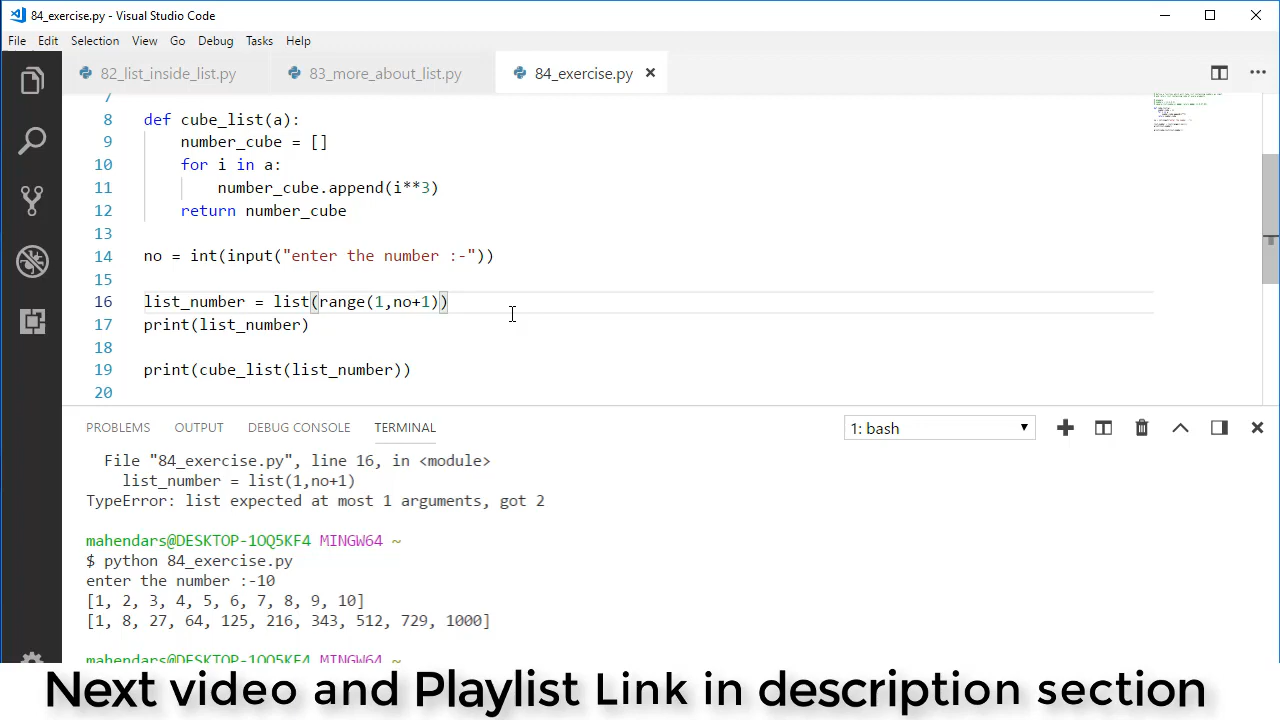 84_exercise.py - Visual Studio Code
File Edit Selection View Go Debug Tasks Help
82_list_inside_list.py 83_more_about_list.py 84_exercise.py
7
8 def cube_list(a):
9 number_cube = []
10 for i in a:
11 number_cube.append(i**3)
12 return number_cube
13
14 no = int(input("enter the number :-"))
15
16 list_number = list(range(1,no+1))
17 print(list_number)
18
19 print(cube_list(list_number))
20
PROBLEMS OUTPUT DEBUG CONSOLE TERMINAL 1: bash
File "84_exercise.py", line 16, in <module>
list_number = list(1,no+1)
TypeError: list expected at most 1 arguments, got 2
mahendars@DESKTOP-1OQ5KF4 MINGW64 ~
$ python 84_exercise.py
enter the number :-10
[1, 2, 3, 4, 5, 6, 7, 8, 9, 10]
[1, 8, 27, 64, 125, 216, 343, 512, 729, 1000]
mahendars@DESKTOP-1OQ5KF4 MINGW64 ~
Next video and Playlist Link in description section